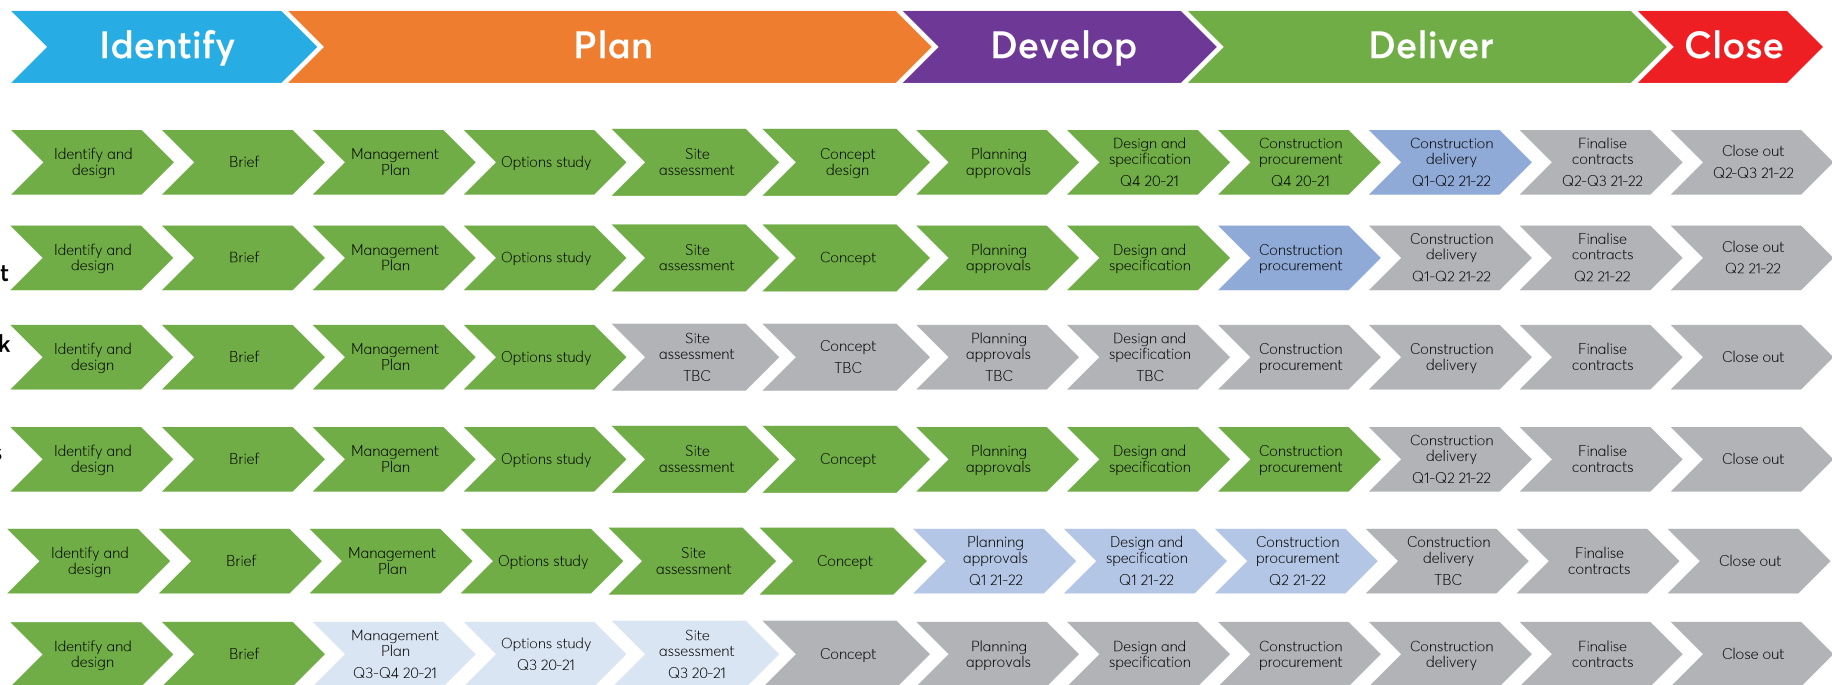 Identify
Plan
Develop
Deliver
Close
Identify and
design
Brief
Management
Plan
Options study
Site
assessment
Concept
design
Planning
approvals
Design and
specification
Q4 20-21
Construction
procurement
Q4 20-21
Construction
delivery
Q1-Q2 21-22
Finalise
contracts
Q2-Q3 21-22
Close out
Q2-Q3 21-22
t
Identify and
design
Brief
Management
Plan
Options study
Site
assessment
Concept
Planning
approvals
Design and
specification
Construction
procurement
Construction
delivery
Q1-Q2 21-22
Finalise
contracts
Q2 21-22
Close out
Q2 21-22
k
Identify and
design
Brief
Management
Plan
Options study
Site
assessment
TBC
Concept
TBC
Planning
approvals
TBC
Design and
specification
TBC
Construction
procurement
Construction
delivery
Finalise
contracts
Close out
s
Identify and
design
Brief
Management
Plan
Options study
Site
assessment
Concept
Planning
approvals
Design and
specification
Construction
procurement
Construction
delivery
Q1-Q2 21-22
Finalise
contracts
Close out
Identify and
design
Brief
Management
Plan
Options study
Site
assessment
Concept
Planning
approvals
Q1 21-22
Design and
specification
Q1 21-22
Construction
procurement
Q2 21-22
Construction
delivery
TBC
Finalise
contracts
Close out
Identify and
design
Brief
Management
Plan
Q3-Q4 20-21
Options study
Q3 20-21
Site
assessment
Q3 20-21
Concept
Planning
approvals
Design and
specification
Construction
procurement
Construction
delivery
Finalise
contracts
Close out